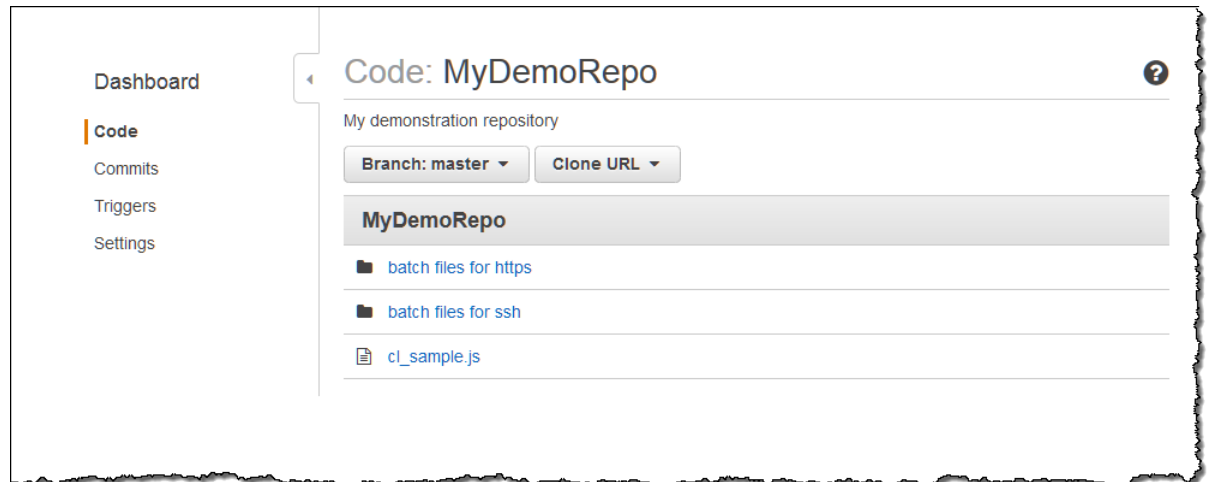 Dashboard
Code
Commits
Triggers
Settings
Code: MyDemoRepo
My demonstration repository
Branch: master Clone URL
MyDemoRepo
batch files for https
batch files for ssh
cl_sample.js